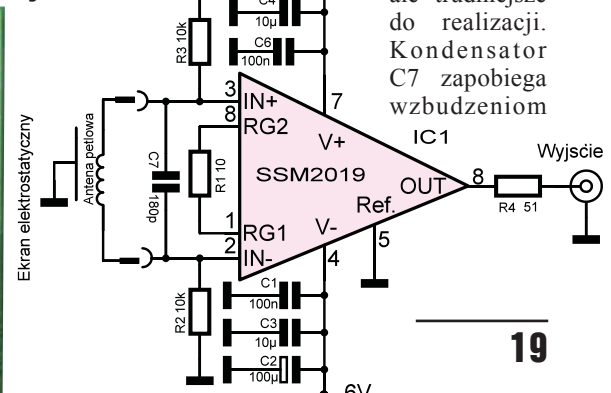 C4
10µ
R3 10k
C6
100n
ale trudniejsze
do realizacji.
Kondensator
C7 zapobiega
wzbudzeniom
3
IN+
8
RG2
7
V+
IC1
Ekran elektrostatyczny
Antena pętlowa
C7
180p
R1 10
SSM2019
OUT
8
R4 51
Wyjście
Ref.
5
1
RG1
2
IN-
V-
4
R2 10k
C1
100n
C3
10µ
C2
100µ
6V
19